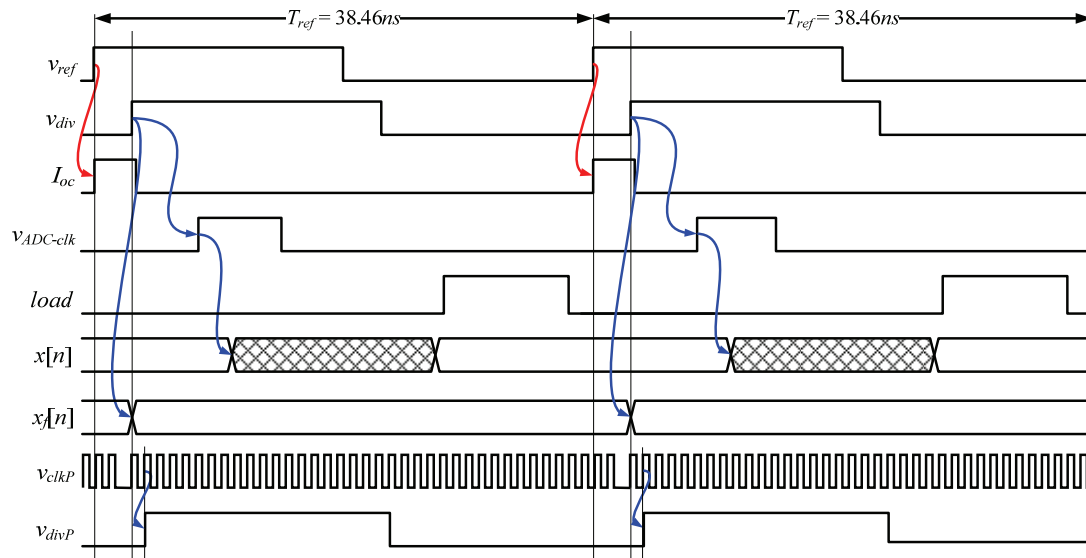 T_ref = 38.46ns T_ref = 38.46ns
v_ref
v_div
I_oc
v_ADC-clk
load
x[n]
x_f[n]
v_clkP
v_divP